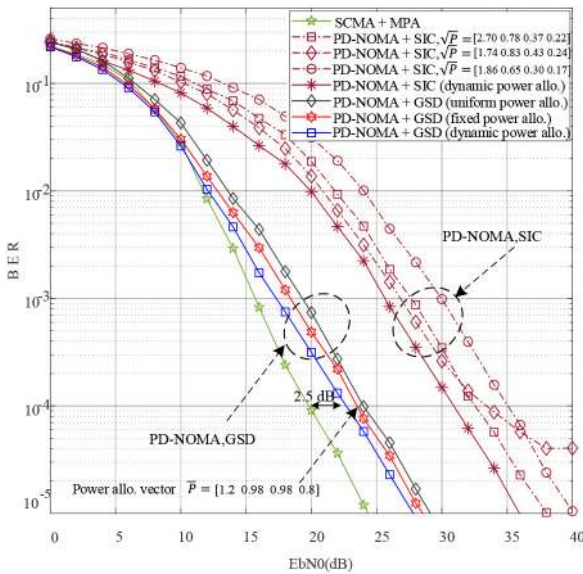 SCMA + MPA
PD-NOMA + SIC, √P = [2.70 0.78 0.37 0.22]
PD-NOMA + SIC, √P = [1.74 0.83 0.43 0.24]
PD-NOMA + SIC, √P = [1.86 0.65 0.30 0.17]
PD-NOMA + SIC (dynamic power allo.)
PD-NOMA + GSD (uniform power allo.)
PD-NOMA + GSD (fixed power allo.)
PD-NOMA + GSD (dynamic power allo.)
10^-1
10^-2
10^-3
10^-4
10^-5
B E R
PD-NOMA,SIC
2.5 dB
PD-NOMA,GSD
Power allo. vector P̅ = [1.2 0.98 0.98 0.8]
0 5 10 15 20 25 30 35 40
EbN0(dB)